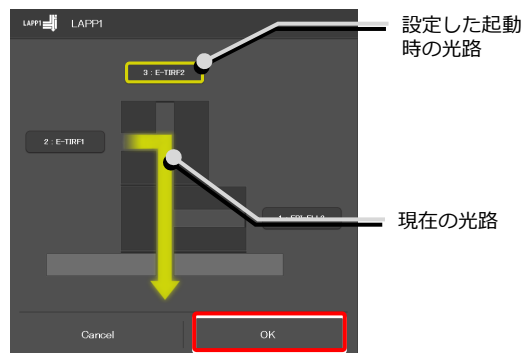 LAPP1 LAPP1
設定した起動
時の光路
3 : E-TIRF2
2 : E-TIRF1
現在の光路
Cancel
OK